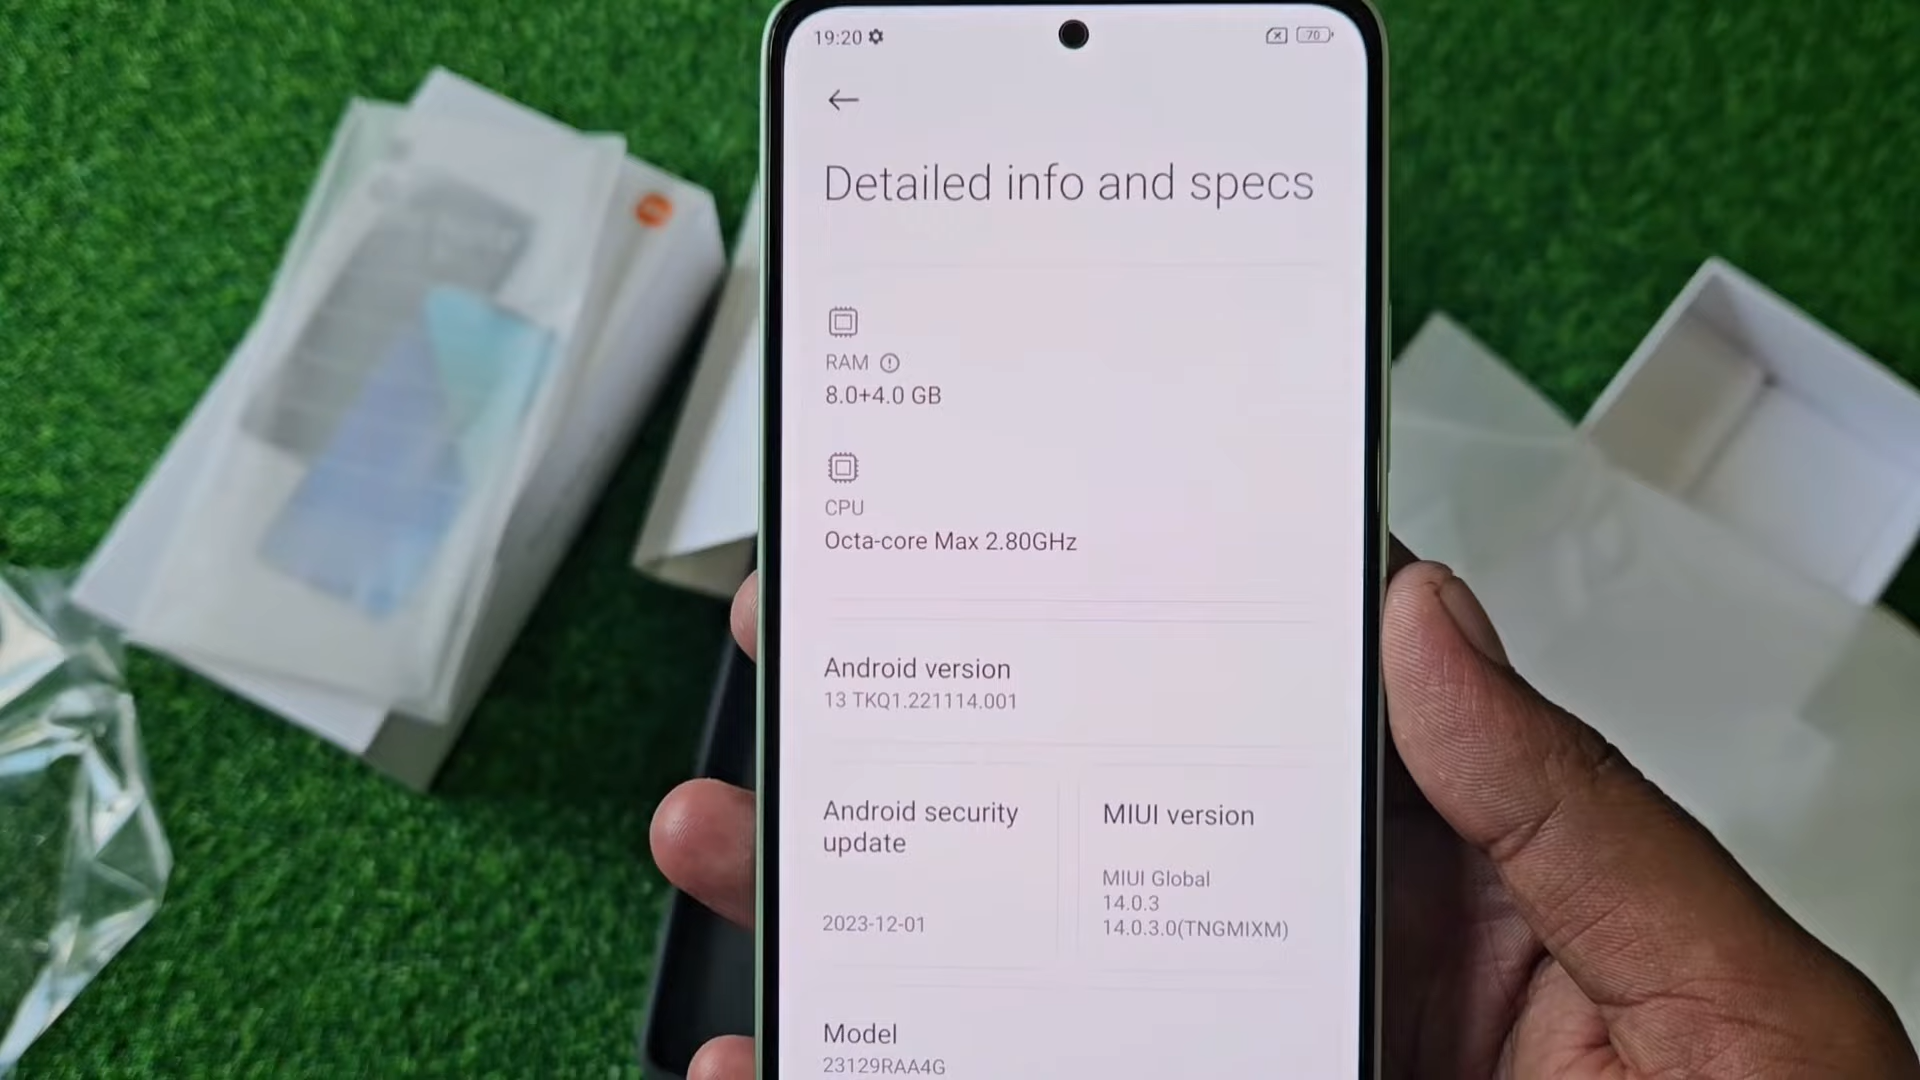 19:20
70
Detailed info and specs
RAM
8.0+4.0 GB
CPU
Octa-core Max 2.80GHz
Android version
13 TKQ1.221114.001
Android security
update
2023-12-01
MIUI version
MIUI Global
14.0.3
14.0.3.0(TNGMIXM)
Model
23129RAA4G